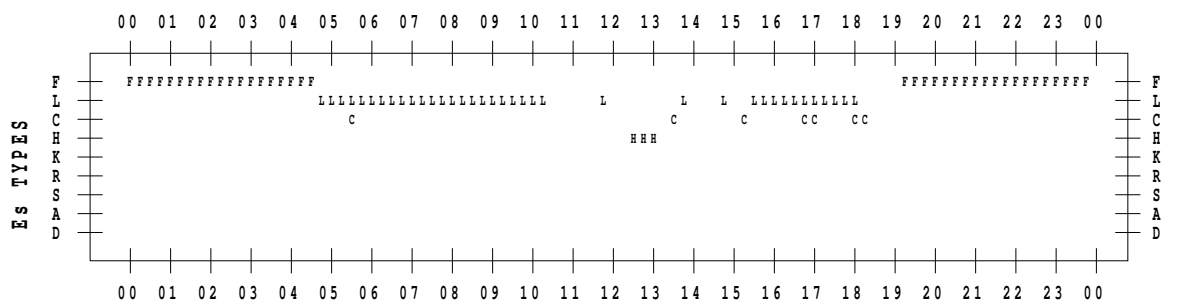 00 01 02 03 04 05 06 07 08 09 10 11 12 13 14 15 16 17 18 19 20 21 22 23 00
F FFFFFFFFFFFFFFFFFFF FFFFFFFFFFFFFFFFFFF F
L LLLLLLLLLLLLLLLLLLLLLLL L L L LLLLLLLLLLL L
C C C C CC CC C
H HHH H
K K
R R
S S
A A
D D
Es TYPES
00 01 02 03 04 05 06 07 08 09 10 11 12 13 14 15 16 17 18 19 20 21 22 23 00